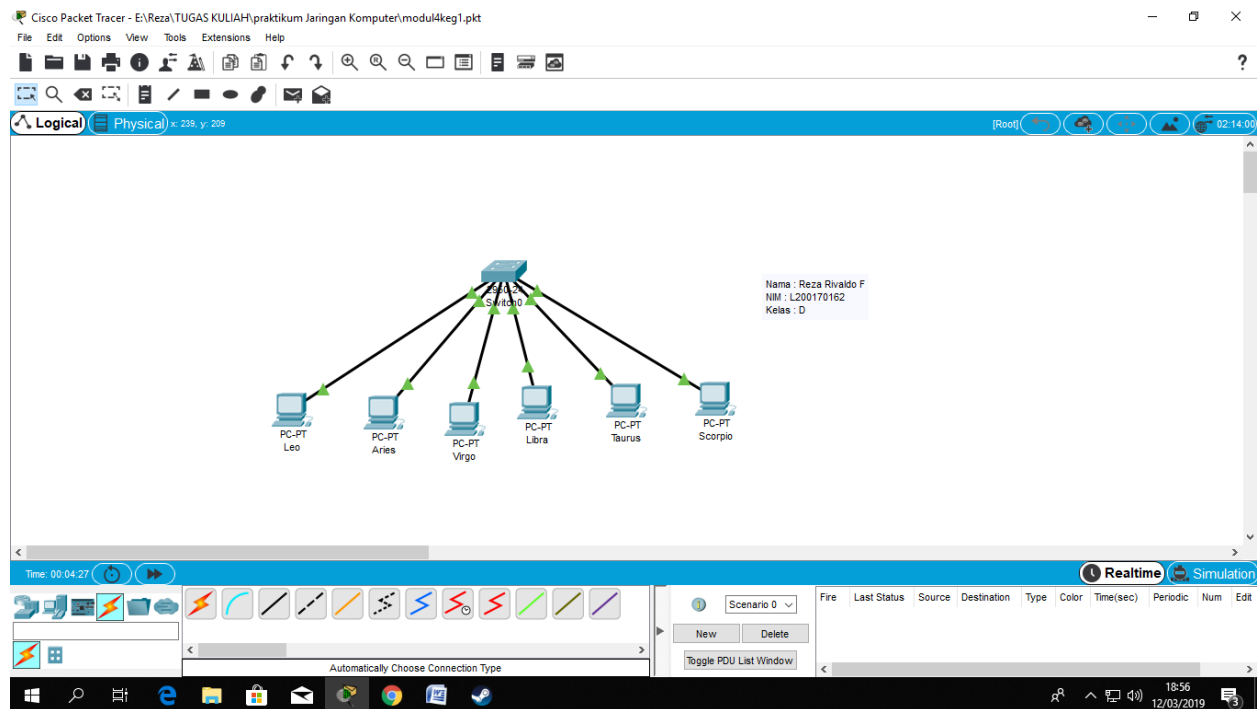 Cisco Packet Tracer - E:\Reza\TUGAS KULIAH\praktikum Jaringan Komputer\modul4keg1.pkt
File Edit Options View Tools Extensions Help
?
Logical Physical x: 239, y: 209 [Root] 02:14:00
2950-24
Switch0
Nama : Reza Rivaldo F
NIM : L200170162
Kelas : D
PC-PT
Leo
PC-PT
Aries
PC-PT
Virgo
PC-PT
Libra
PC-PT
Taurus
PC-PT
Scorpio
Time: 00:04:27 Realtime Simulation
Scenario 0
New Delete
Toggle PDU List Window
Fire Last Status Source Destination Type Color Time(sec) Periodic Num Edit
Automatically Choose Connection Type
18:56
12/03/2019
3